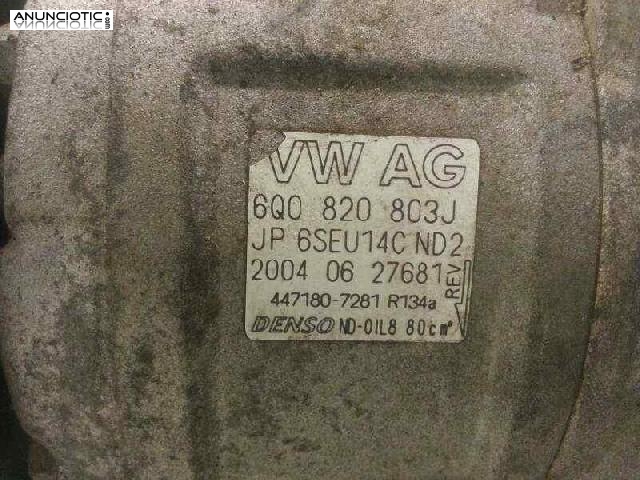 ANUNCIOTIC.com
VW AG
6Q0 820 803J
JP 6SEU14C ND2
2004 06 27681 REV
447180-7281 R134a
DENSO ND-OIL8 80cm³